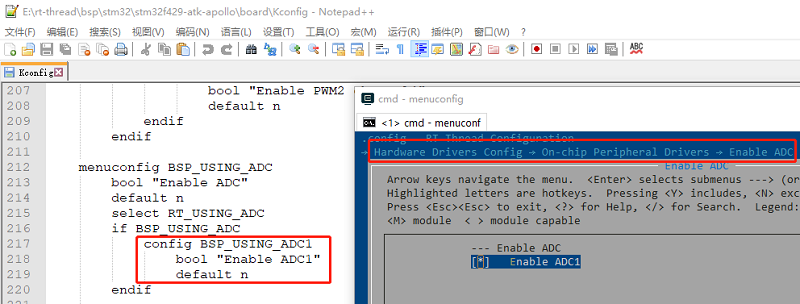 E:\rt-thread\bsp\stm32\stm32f429-atk-apollo\board\Kconfig - Notepad++
文件(F) 编辑(E) 搜索(S) 视图(V) 编码(N) 语言(L) 设置(T) 工具(O) 宏(M) 运行(R) 插件(P) 窗口(W) ?
Kconfig
207 bool "Enable PWM2
208 default n
209 endif
210 endif
211
212 menuconfig BSP_USING_ADC
213 bool "Enable ADC"
214 default n
215 select RT_USING_ADC
216 if BSP_USING_ADC
217 config BSP_USING_ADC1
218 bool "Enable ADC1"
219 default n
220 endif
cmd - menuconfig
<1> cmd - menuconf
.config - RT-Thread Configuration
→ Hardware Drivers Config → On-chip Peripheral Drivers → Enable ADC
Enable ADC
Arrow keys navigate the menu. <Enter> selects submenus ---> (or
Highlighted letters are hotkeys. Pressing <Y> includes, <N> exc
Press <Esc><Esc> to exit, <?> for Help, </> for Search. Legend:
<M> module < > module capable
--- Enable ADC
[*] Enable ADC1